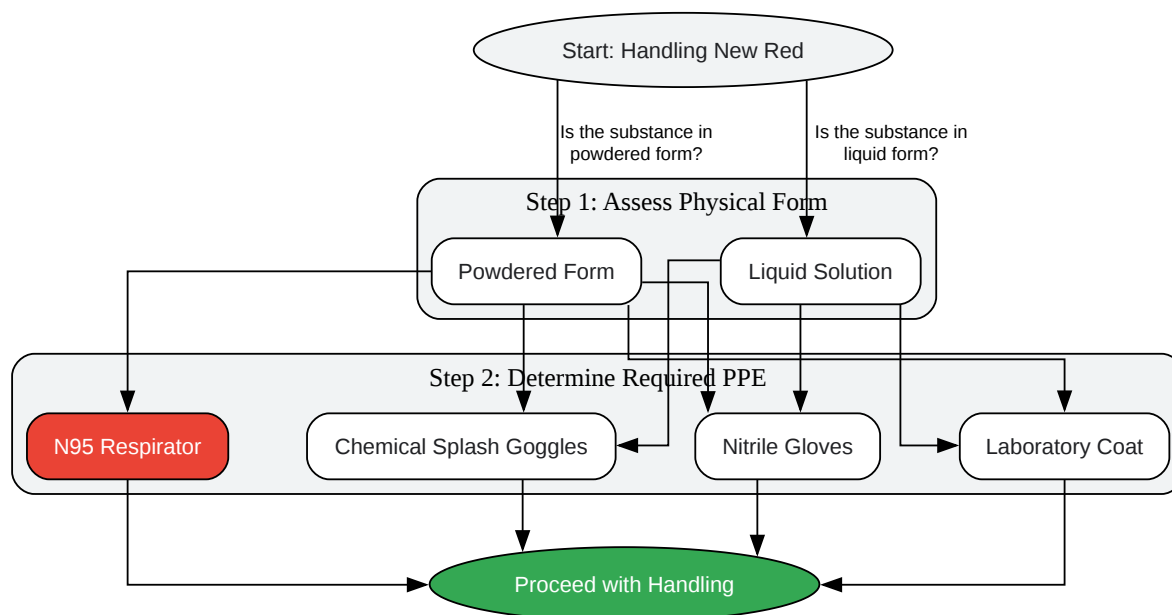 Start: Handling New Red
Is the substance in
powdered form?
Is the substance in
liquid form?
Step 1: Assess Physical Form
Powdered Form
Liquid Solution
Step 2: Determine Required PPE
N95 Respirator
Chemical Splash Goggles
Nitrile Gloves
Laboratory Coat
Proceed with Handling